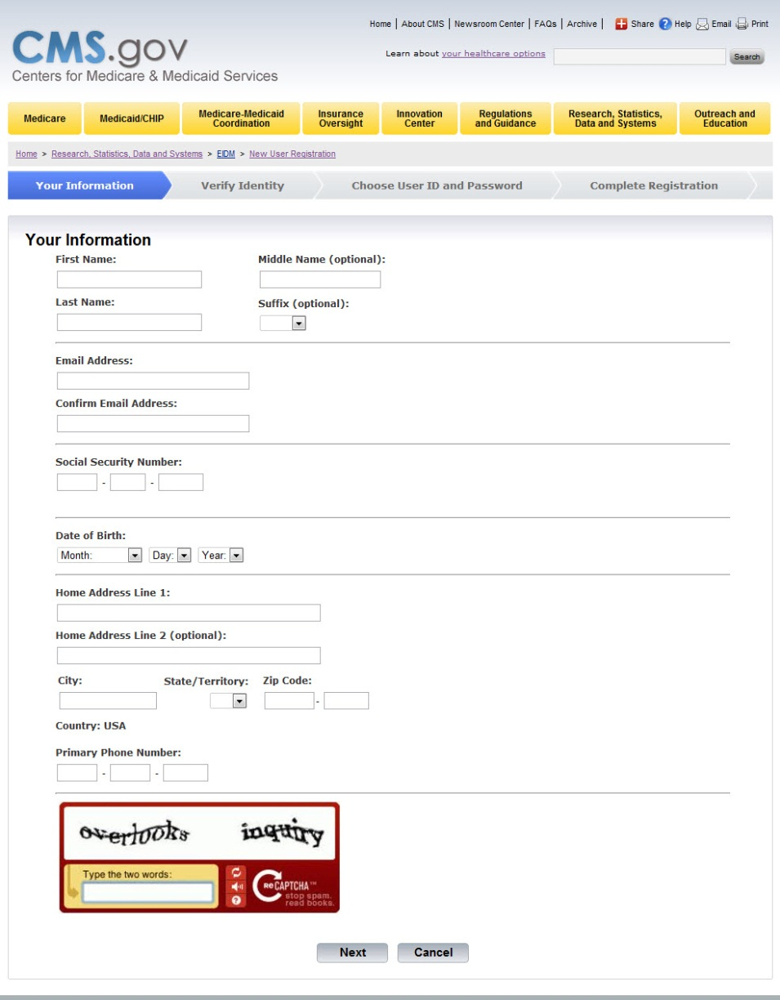 Home | About CMS | Newsroom Center | FAQs | Archive | Share Help Email Print
CMS.gov
Centers for Medicare & Medicaid Services
Learn about your healthcare options Search
Medicare Medicaid/CHIP Medicare-Medicaid Coordination Insurance Oversight Innovation Center Regulations and Guidance Research, Statistics, Data and Systems Outreach and Education
Home > Research, Statistics, Data and Systems > EIDM > New User Registration
Your Information Verify Identity Choose User ID and Password Complete Registration
Your Information
First Name: Middle Name (optional):
Last Name: Suffix (optional):
Email Address:
Confirm Email Address:
Social Security Number:
- -
Date of Birth:
Month: Day: Year:
Home Address Line 1:
Home Address Line 2 (optional):
City: State/Territory: Zip Code:
-
Country: USA
Primary Phone Number:
- -
overlooks inquiry
Type the two words:
reCAPTCHA™
stop spam.
read books.
Next Cancel